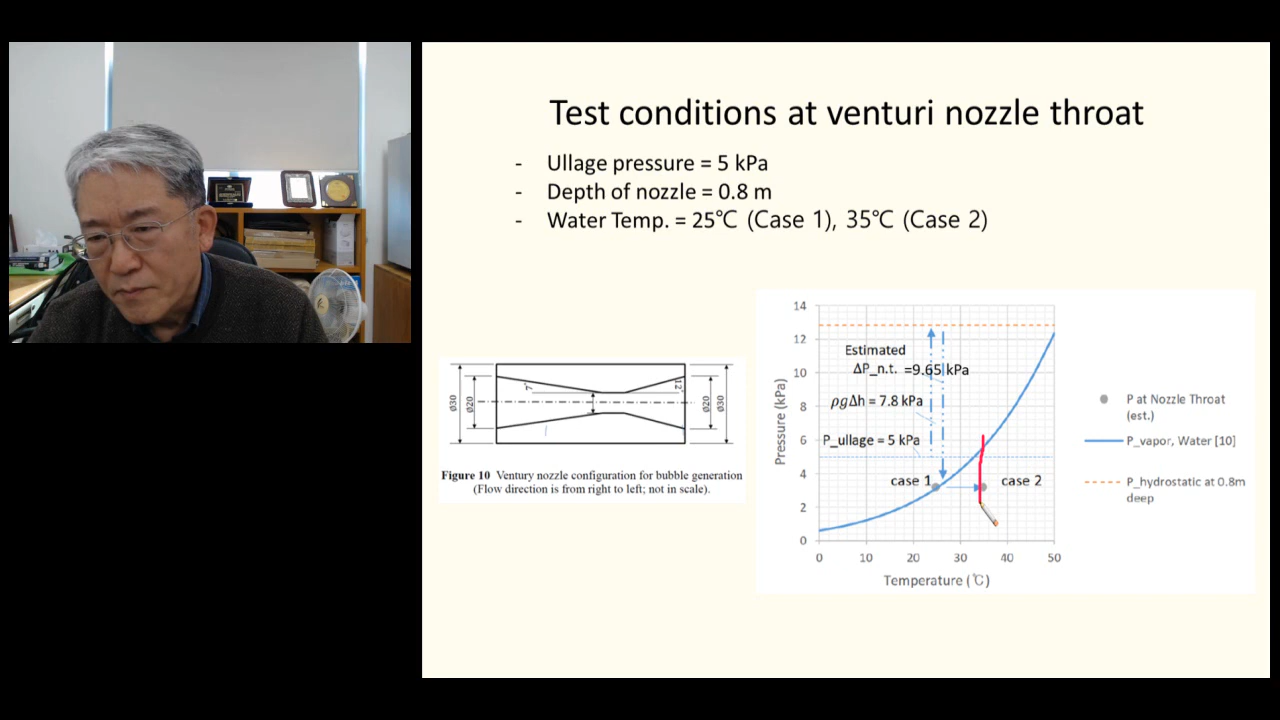 Test conditions at venturi nozzle throat
- Ullage pressure = 5 kPa
- Depth of nozzle = 0.8 m
- Water Temp. = 25℃ (Case 1), 35℃ (Case 2)
Ø30
Ø20
7°
12°
Ø20
Ø30
Figure 10 Ventury nozzle configuration for bubble generation
(Flow direction is from right to left; not in scale).
Pressure (kPa)
14
12
10
8
6
4
2
0
Estimated
ΔP_n.t. =9.65 kPa
ρgΔh = 7.8 kPa
P_ullage = 5 kPa
case 1
case 2
0 10 20 30 40 50
Temperature (℃)
P at Nozzle Throat
(est.)
P_vapor, Water [10]
P_hydrostatic at 0.8m
deep